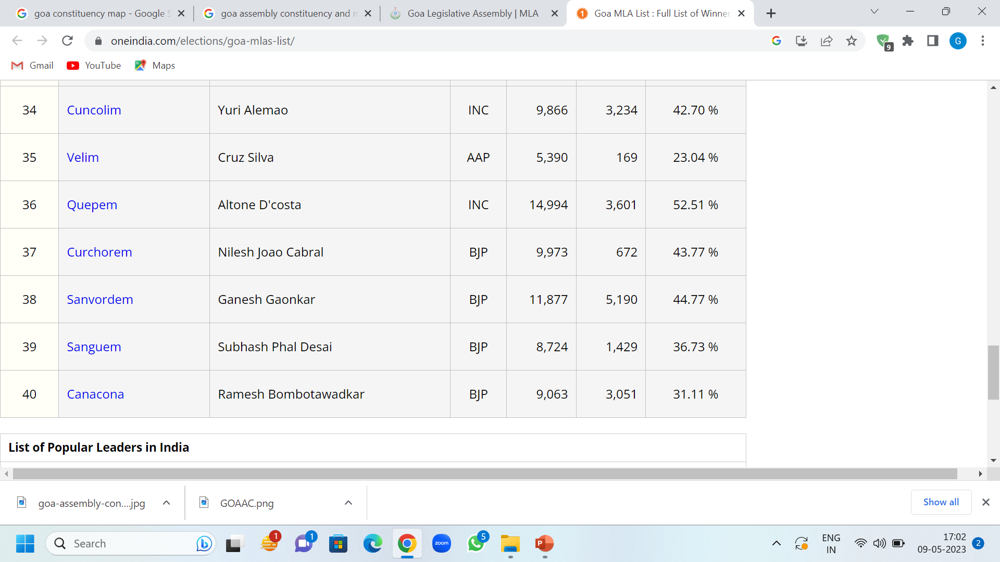 goa constituency map - Google S
goa assembly constituency and m
Goa Legislative Assembly | MLA
Goa MLA List : Full List of Winner
oneindia.com/elections/goa-mlas-list/
9
G
Gmail
YouTube
Maps
34 Cuncolim Yuri Alemao INC 9,866 3,234 42.70 %
35 Velim Cruz Silva AAP 5,390 169 23.04 %
36 Quepem Altone D'costa INC 14,994 3,601 52.51 %
37 Curchorem Nilesh Joao Cabral BJP 9,973 672 43.77 %
38 Sanvordem Ganesh Gaonkar BJP 11,877 5,190 44.77 %
39 Sanguem Subhash Phal Desai BJP 8,724 1,429 36.73 %
40 Canacona Ramesh Bombotawadkar BJP 9,063 3,051 31.11 %
List of Popular Leaders in India
goa-assembly-con....jpg
GOAAC.png
Show all
Search
1
1
zoom
5
P
ENG
IN
17:02
09-05-2023
2